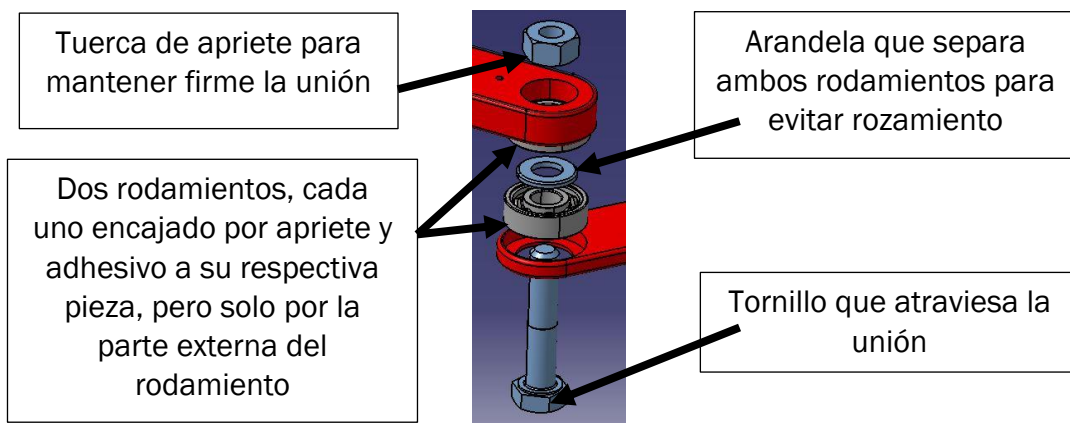 Tuerca de apriete para
mantener firme la unión
Dos rodamientos, cada
uno encajado por apriete y
adhesivo a su respectiva
pieza, pero solo por la
parte externa del
rodamiento
Arandela que separa
ambos rodamientos para
evitar rozamiento
Tornillo que atraviesa la
unión